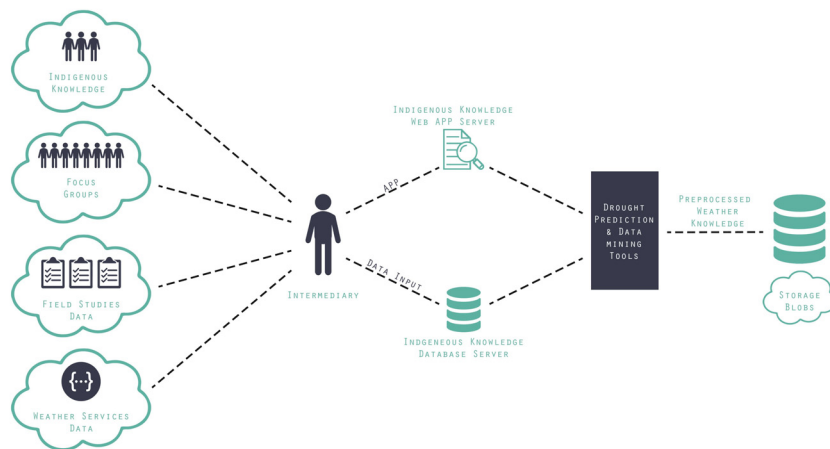 Indigenous
Knowledge
Focus
Groups
Field Studies
Data
{...}
Weather Services
Data
Intermediary
App
Data Input
Indigenous Knowledge
Web APP Server
Indgeneous Knowledge
Database Server
Drought
Prediction
& Data
mining
Tools
Preprocessed
Weather
Knowledge
Storage
Blobs